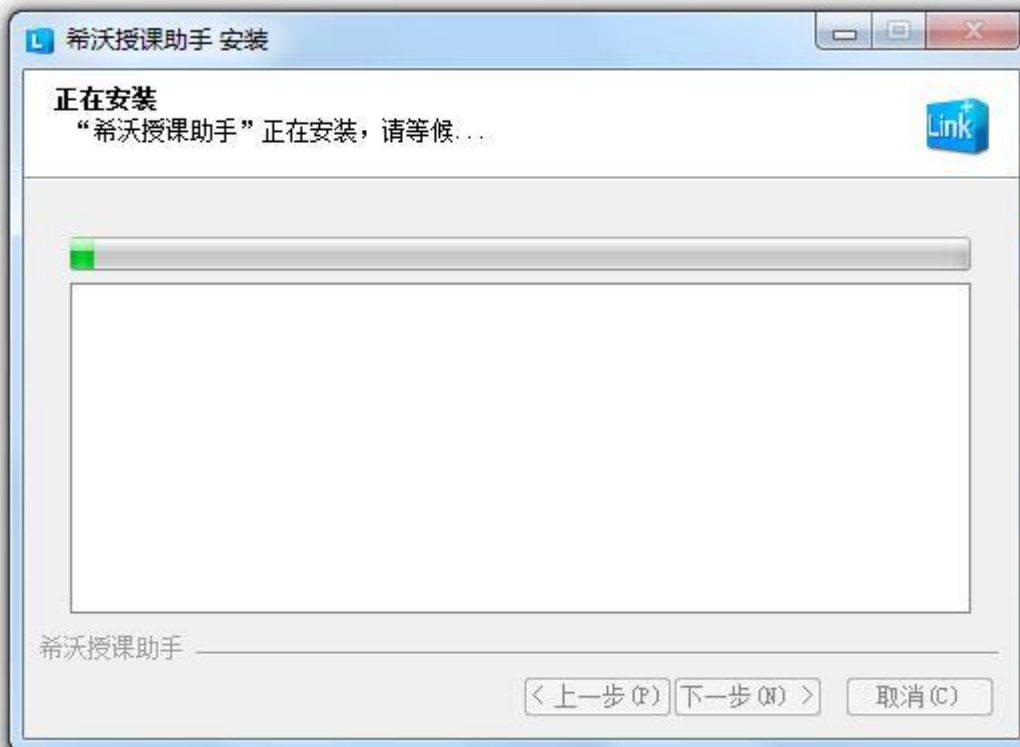 L 希沃授课助手 安装
正在安装
“希沃授课助手”正在安装，请等候...
Link+
希沃授课助手
< 上一步(P) 下一步(N) > 取消(C)